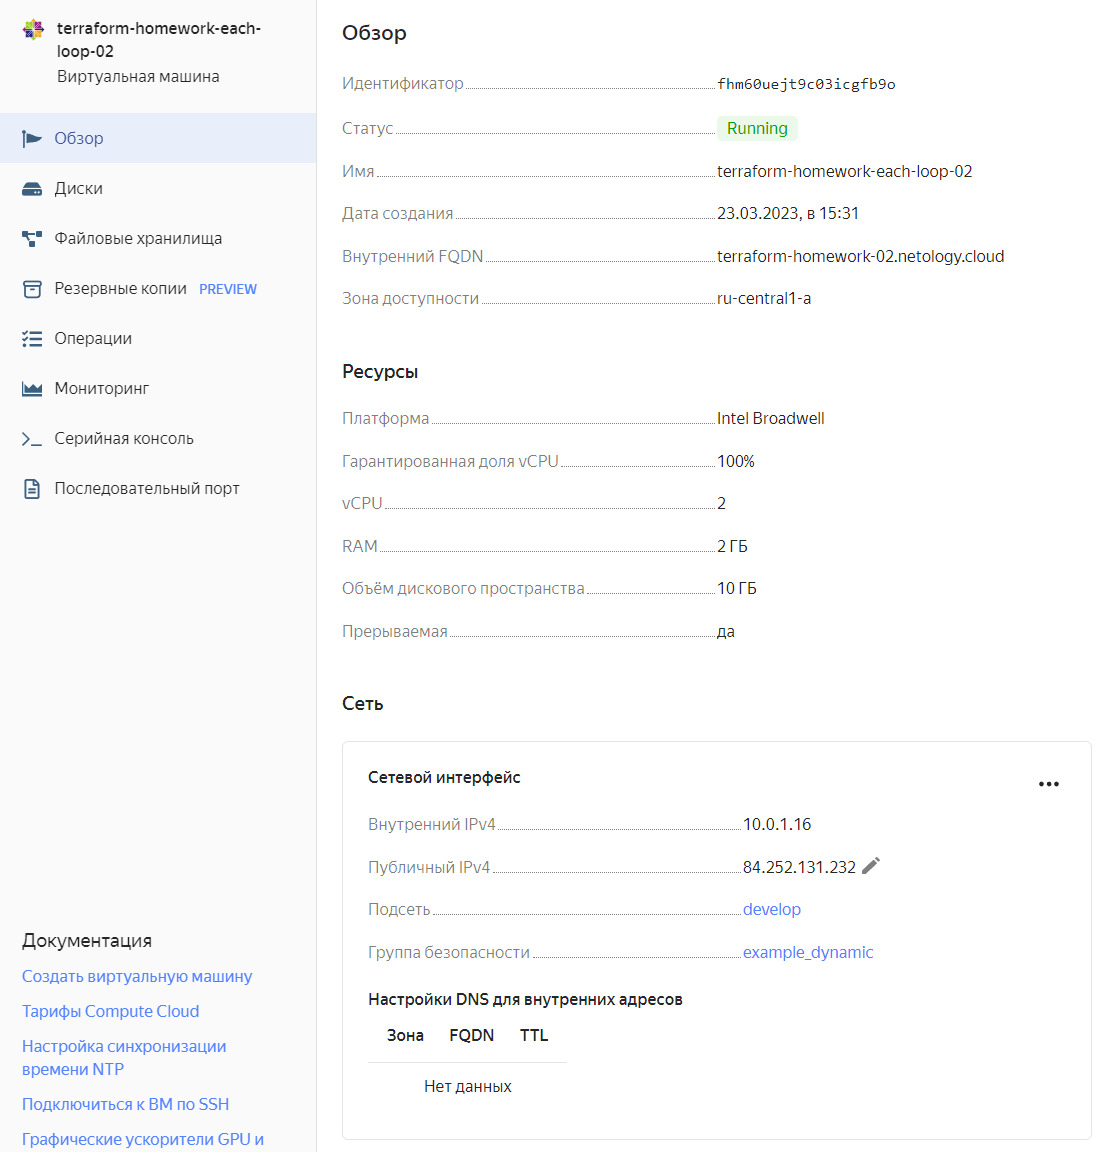 terraform-homework-each-
loop-02
Виртуальная машина
Обзор
Диски
Файловые хранилища
Резервные копии PREVIEW
Операции
Мониторинг
Серийная консоль
Последовательный порт
Документация
Создать виртуальную машину
Тарифы Compute Cloud
Настройка синхронизации
времени NTP
Подключиться к ВМ по SSH
Графические ускорители GPU и
Обзор
Идентификатор fhm60uejt9c03icgfb9o
Статус Running
Имя terraform-homework-each-loop-02
Дата создания 23.03.2023, в 15:31
Внутренний FQDN terraform-homework-02.netology.cloud
Зона доступности ru-central1-a
Ресурсы
Платформа Intel Broadwell
Гарантированная доля vCPU 100%
vCPU 2
RAM 2 ГБ
Объём дискового пространства 10 ГБ
Прерываемая да
Сеть
Сетевой интерфейс
Внутренний IPv4 10.0.1.16
Публичный IPv4 84.252.131.232
Подсеть develop
Группа безопасности example_dynamic
Настройки DNS для внутренних адресов
Зона FQDN TTL
Нет данных